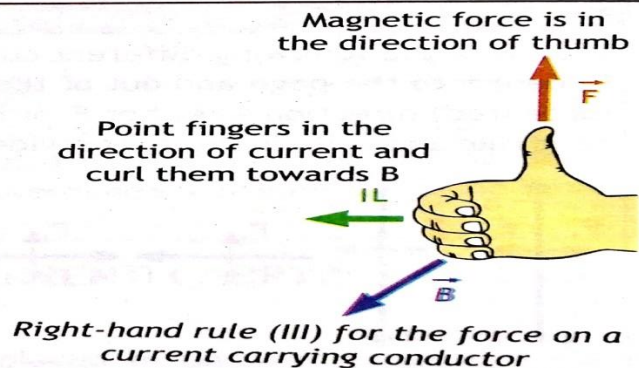 Magnetic force is in
the direction of thumb
F
Point fingers in the
direction of current and
curl them towards B
IL
B
Right-hand rule (III) for the force on a
current carrying conductor